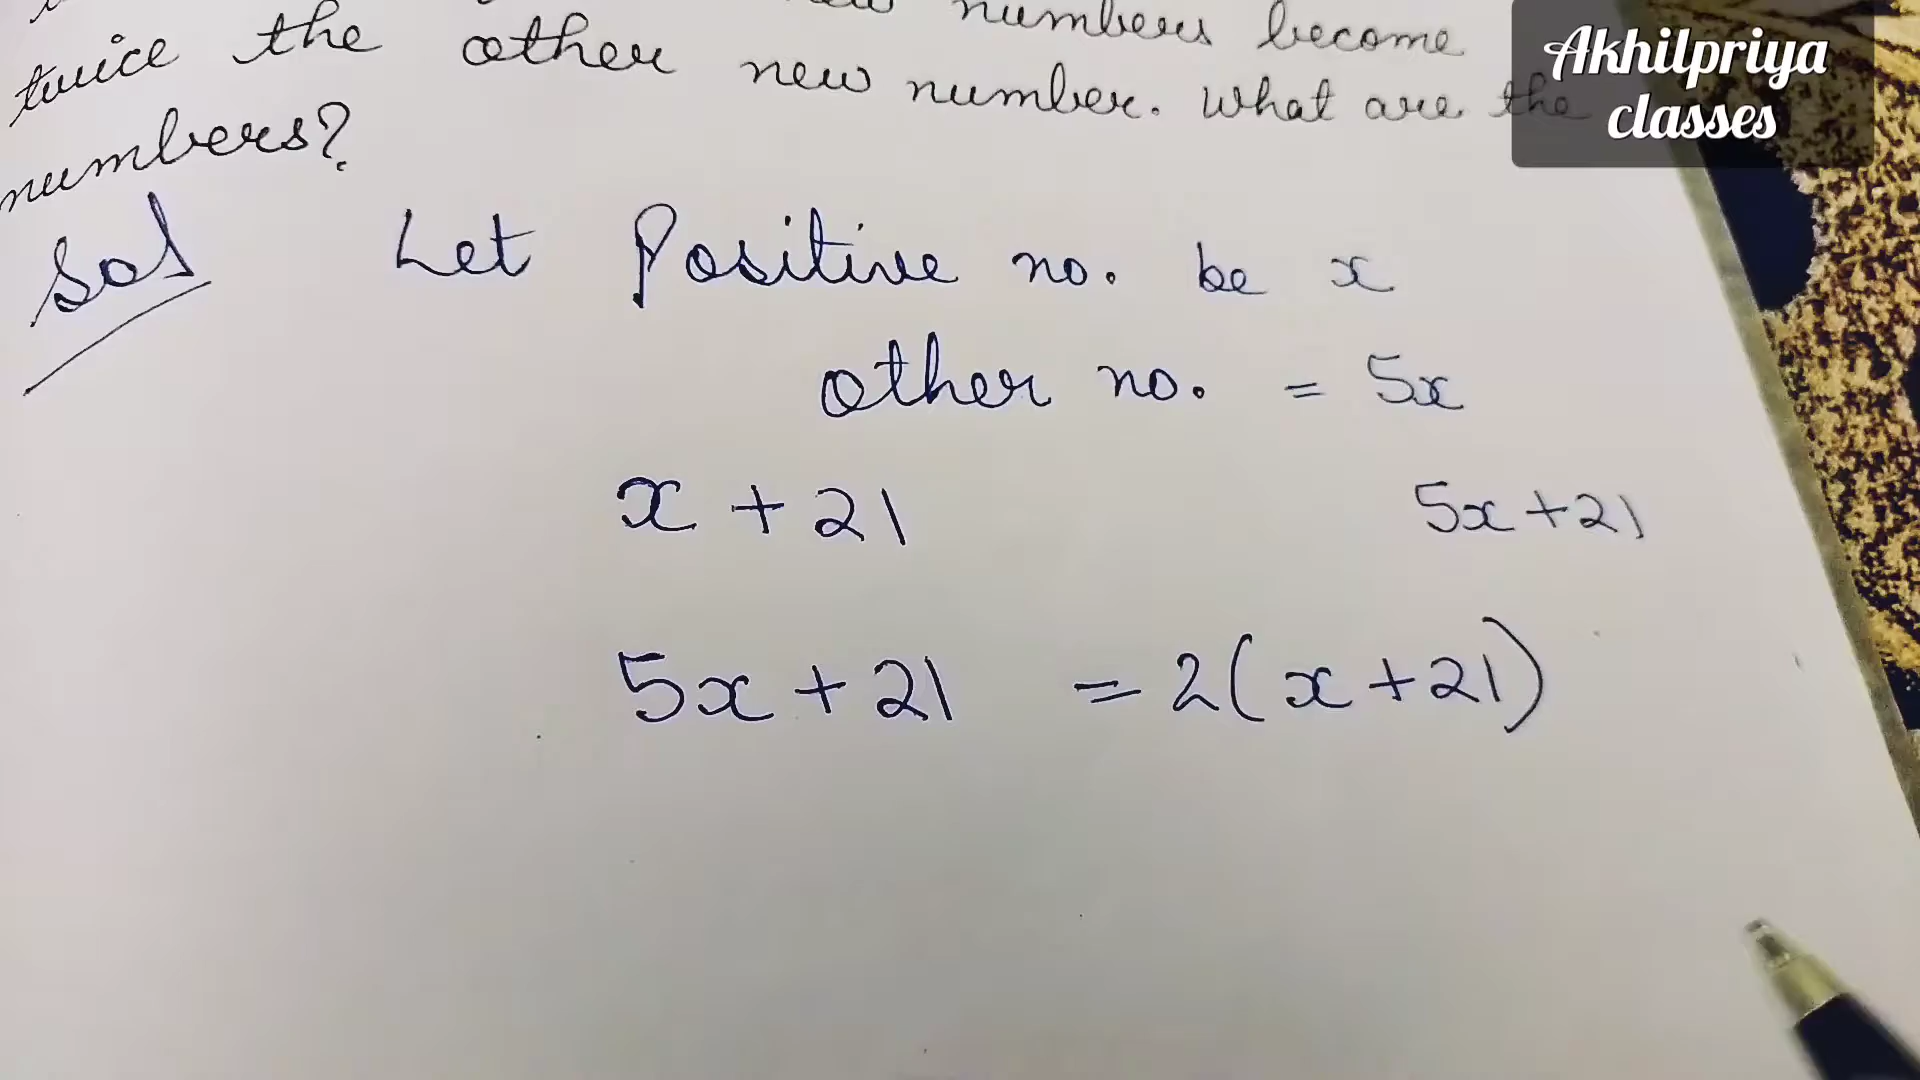 numbers become
twice the other new number. What are the
numbers?
Sol Let Positive no. be x
other no. = 5x
x + 21 5x + 21
5x + 21 = 2(x + 21)
Akhilpriya
classes